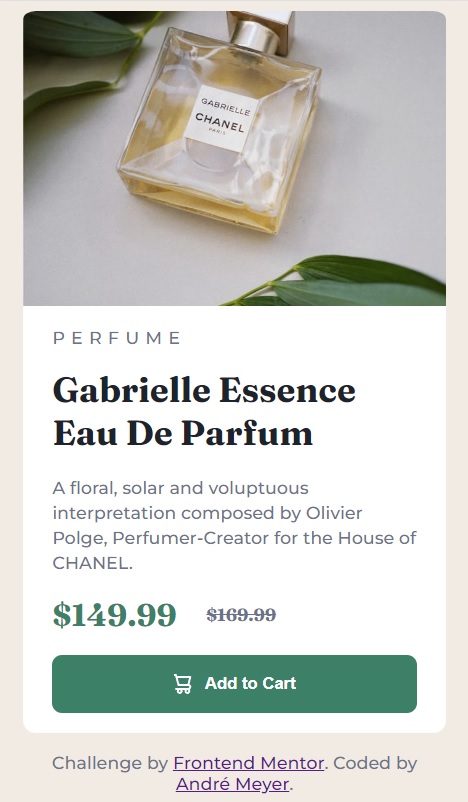 GABRIELLE
CHANEL
PARIS
PERFUME
Gabrielle Essence
Eau De Parfum
A floral, solar and voluptuous
interpretation composed by Olivier
Polge, Perfumer-Creator for the House of
CHANEL.
$149.99 $169.99
Add to Cart
Challenge by Frontend Mentor. Coded by
André Meyer.